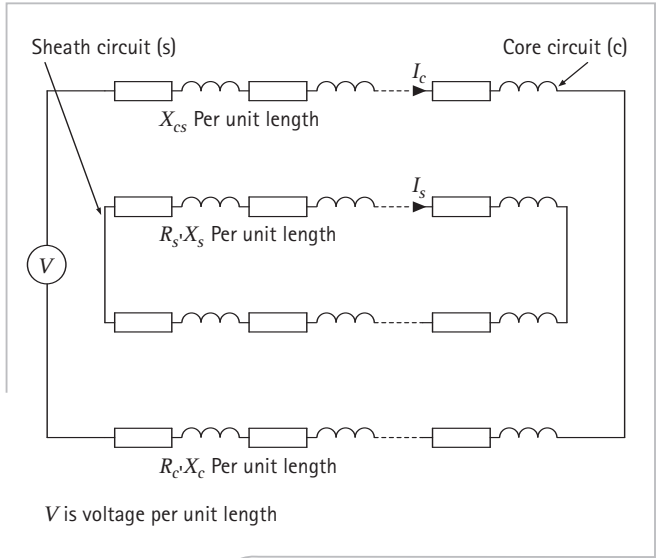 Sheath circuit (s)
Core circuit (c)
I_c
X_cs Per unit length
I_s
R_s, X_s Per unit length
V
R_c, X_c Per unit length
V is voltage per unit length